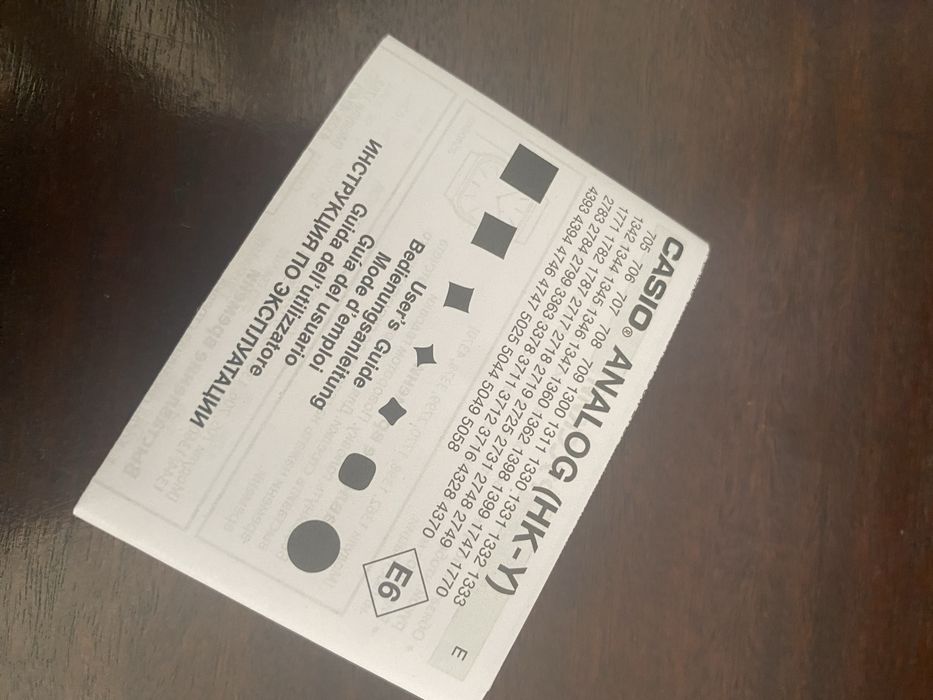 CASIO® ANALOG (HK-Y)
705 706 707 708 709 1300 1311 1330 1331 1332 1333
1342 1344 1345 1346 1347 1360 1362 1398 1399 1747 1770
1771 1782 1787 2717 2718 2719 2725 2731 2748 2749
2783 2784 2799 3363 3378 3711 3712 3716 4328 4370
4393 4394 4746 4747 5025 5044 5049 5058
E
E6
User's Guide
Bedienungsanleitung
Mode d'emploi
Guía del usuario
Guida dell'utilizzatore
ИНСТРУКЦИЯ ПО ЭКСПЛУАТАЦИИ